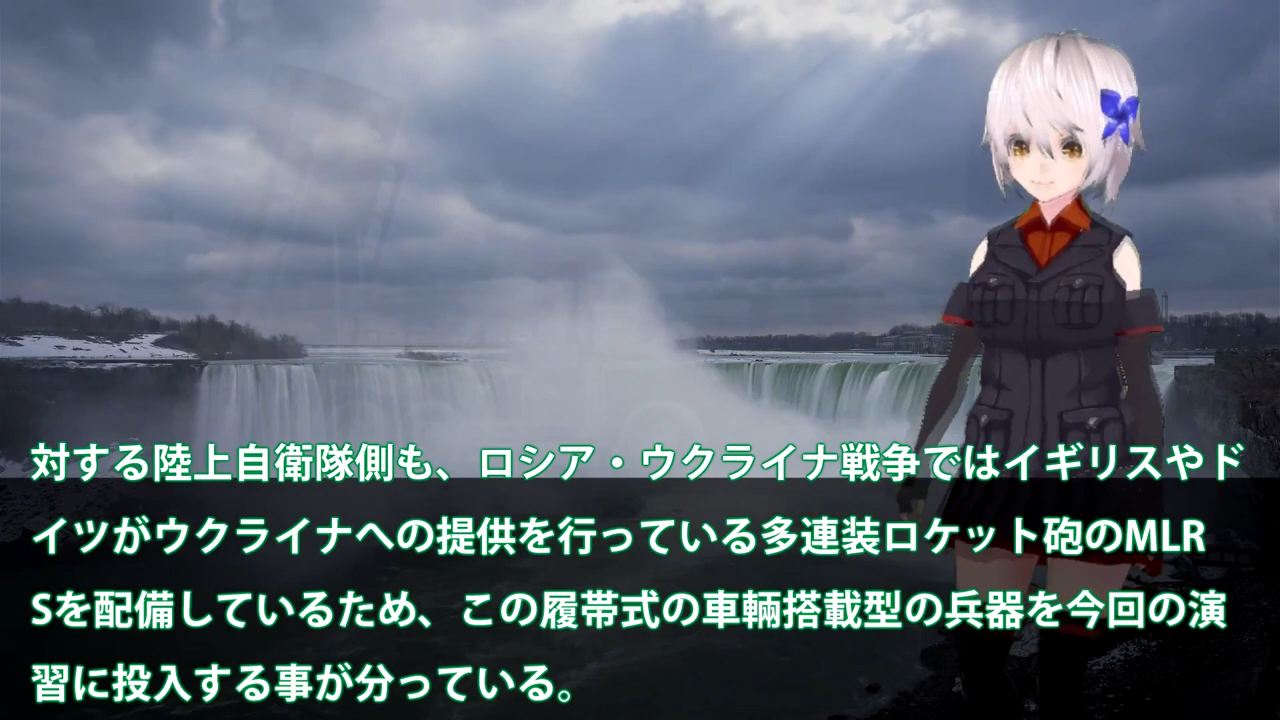 対する陸上自衛隊側も、ロシア・ウクライナ戦争ではイギリスやド
イツがウクライナへの提供を行っている多連装ロケット砲のMLR
Sを配備しているため、この履帯式の車輛搭載型の兵器を今回の演
習に投入する事が分っている。